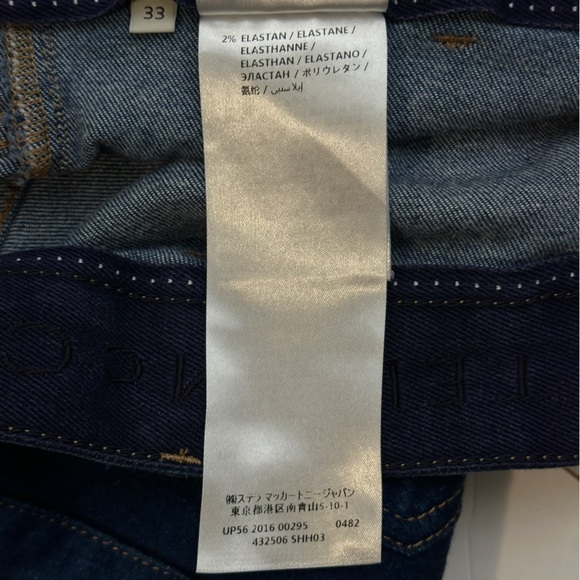 33
2% ELASTAN / ELASTANE /
ELASTHANNE /
ELASTHAN / ELASTANO /
ЭЛАСТАН / ポリウレタン /
氨纶 / إيلاستين
㈱ステラ マッカートニージャパン
東京都港区南青山5-10-1
UP56 2016 00295 0482
432506 SHH03